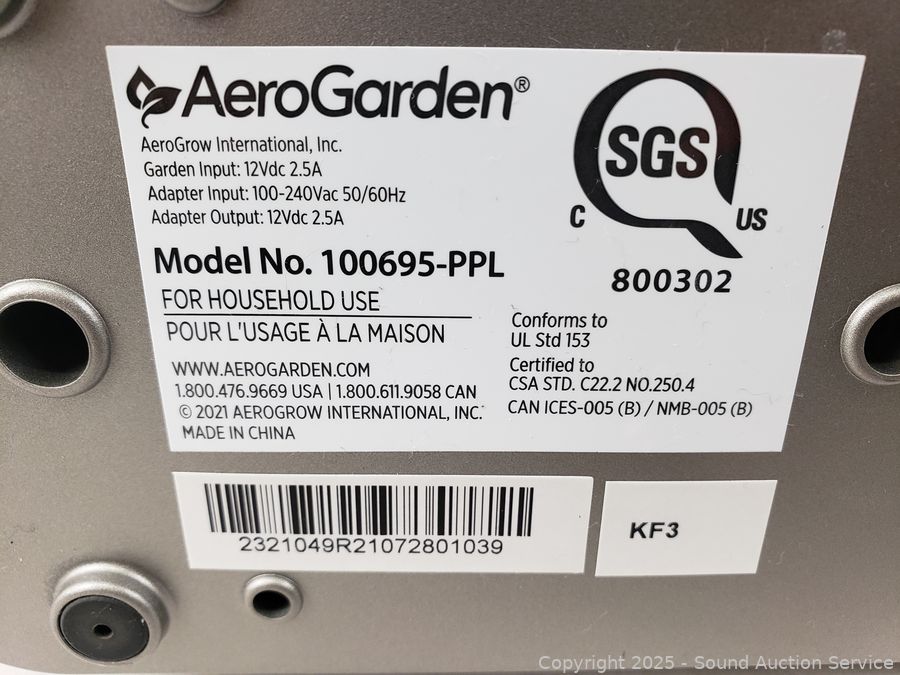 AeroGarden®
AeroGrow International, Inc.
Garden Input: 12Vdc 2.5A
Adapter Input: 100-240Vac 50/60Hz
Adapter Output: 12Vdc 2.5A
Model No. 100695-PPL
FOR HOUSEHOLD USE
POUR L'USAGE À LA MAISON
WWW.AEROGARDEN.COM
1.800.476.9669 USA | 1.800.611.9058 CAN
© 2021 AEROGROW INTERNATIONAL, INC.
MADE IN CHINA
SGS
C US
800302
Conforms to
UL Std 153
Certified to
CSA STD. C22.2 NO.250.4
CAN ICES-005 (B) / NMB-005 (B)
2321049R21072801039
KF3
Copyright 2025 - Sound Auction Service